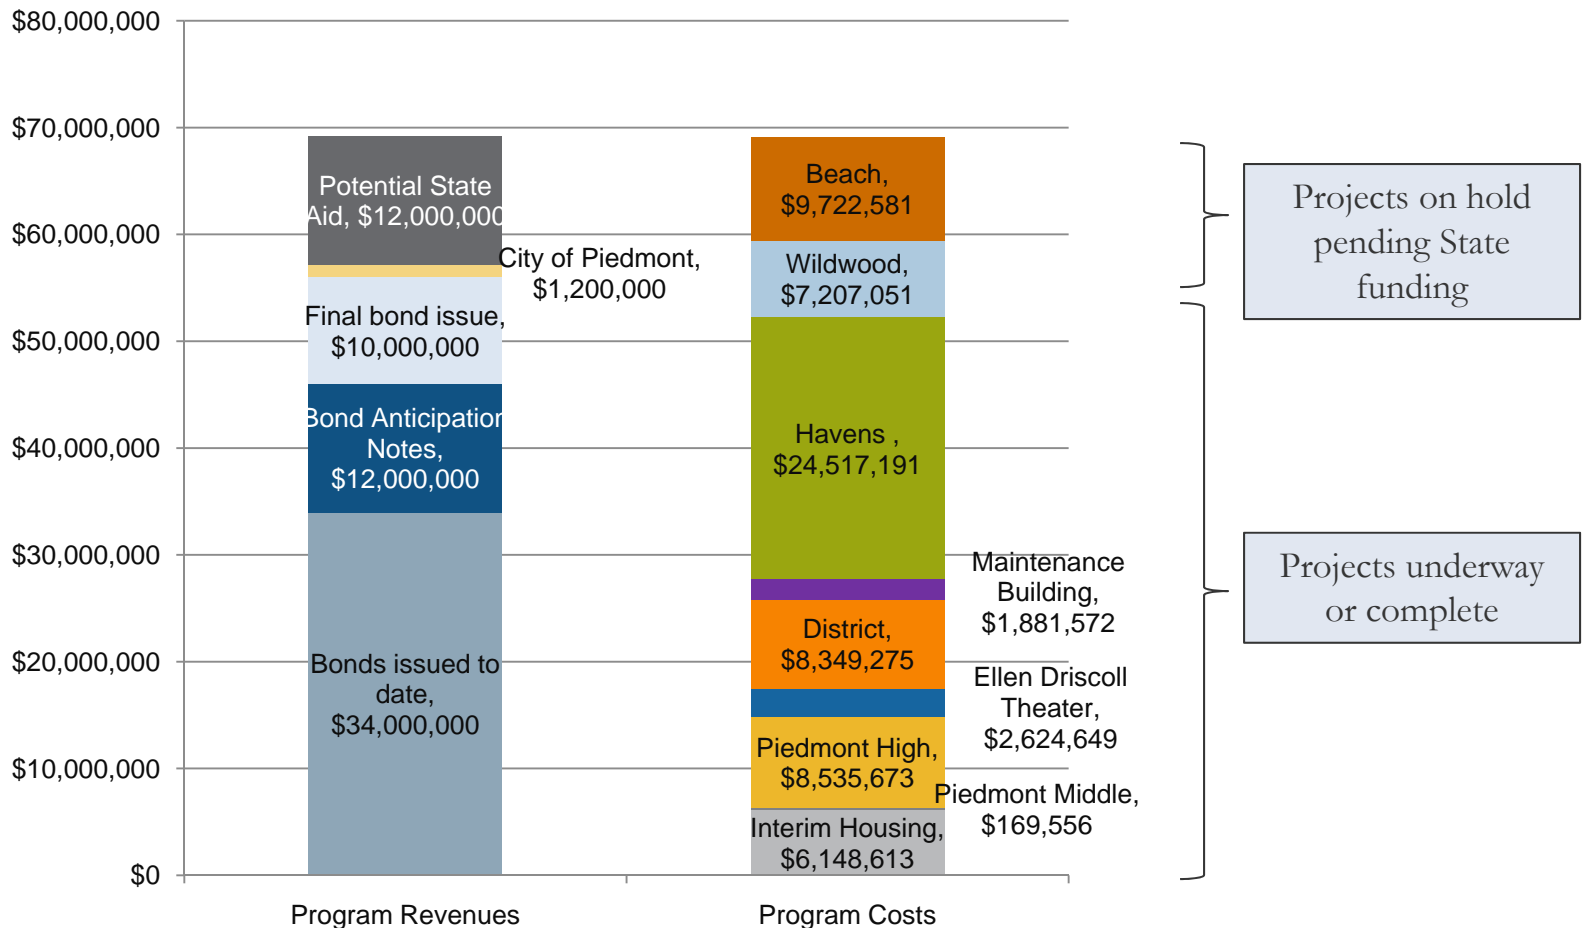 $80,000,000
$70,000,000
$60,000,000
$50,000,000
$40,000,000
$30,000,000
$20,000,000
$10,000,000
$0
Potential State
Aid, $12,000,000
City of Piedmont,
$1,200,000
Final bond issue,
$10,000,000
Bond Anticipation
Notes,
$12,000,000
Bonds issued to
date,
$34,000,000
Program Revenues
Beach,
$9,722,581
Wildwood,
$7,207,051
Havens ,
$24,517,191
Maintenance
Building,
$1,881,572
District,
$8,349,275
Ellen Driscoll
Theater,
$2,624,649
Piedmont High,
$8,535,673
Piedmont Middle,
$169,556
Interim Housing,
$6,148,613
Program Costs
Projects on hold
pending State
funding
Projects underway
or complete